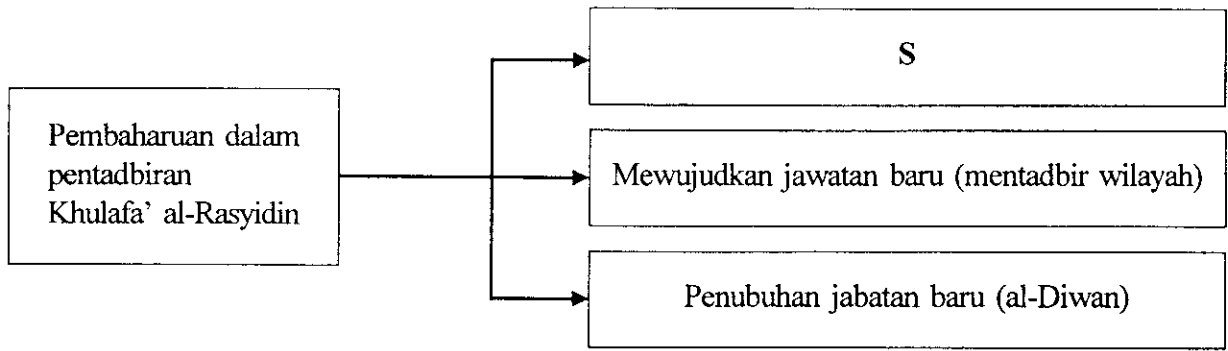 Pembaharuan dalam
pentadbiran
Khulafa' al-Rasyidin
S
Mewujudkan jawatan baru (mentadbir wilayah)
Penubuhan jabatan baru (al-Diwan)